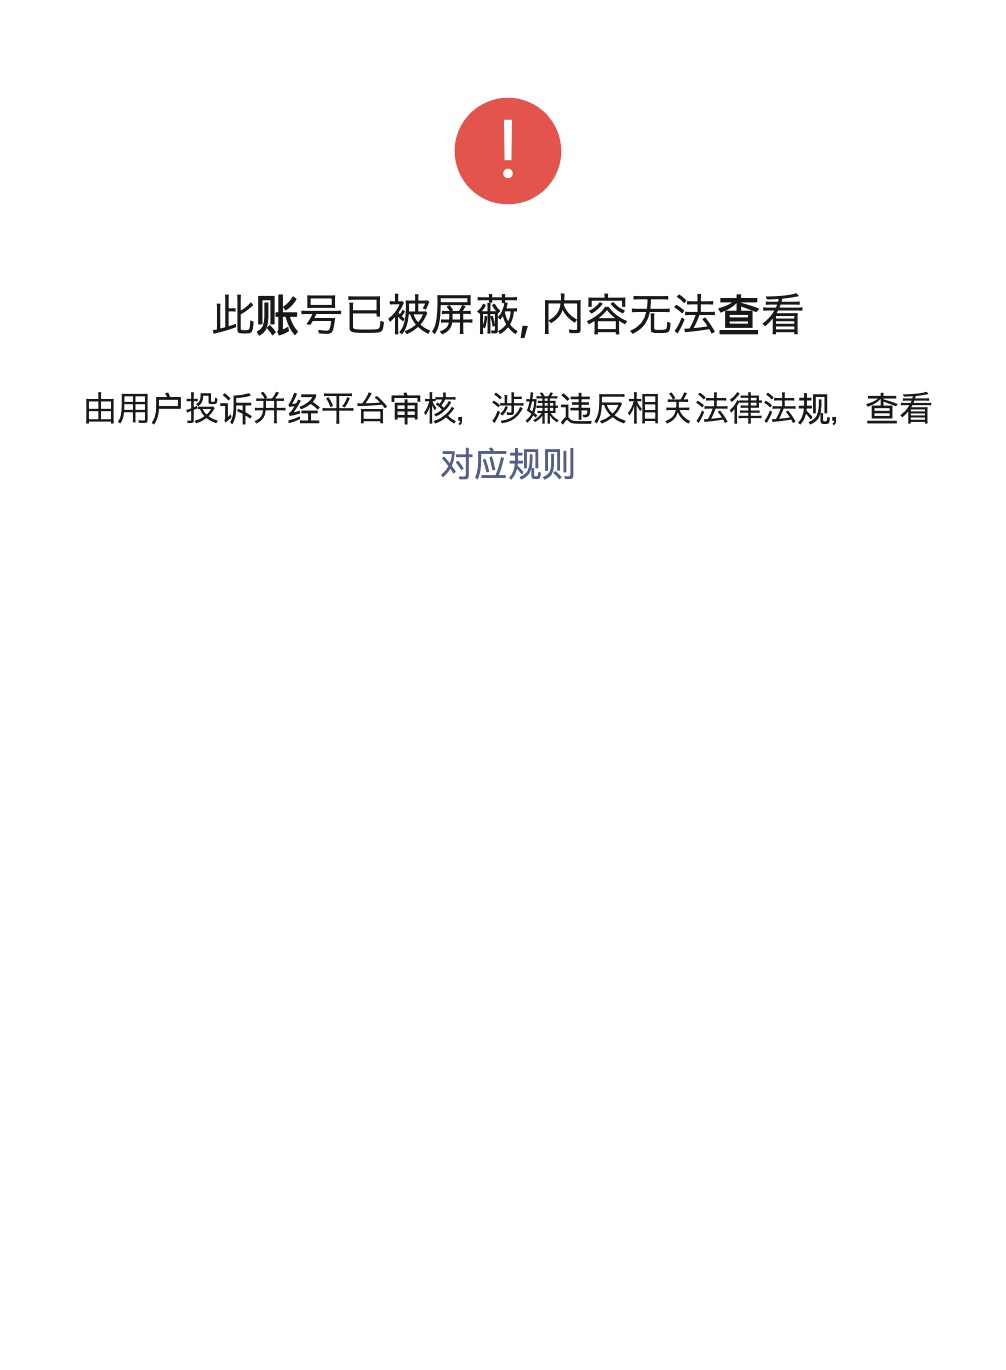 此账号已被屏蔽, 内容无法查看
由用户投诉并经平台审核，涉嫌违反相关法律法规，查看
对应规则